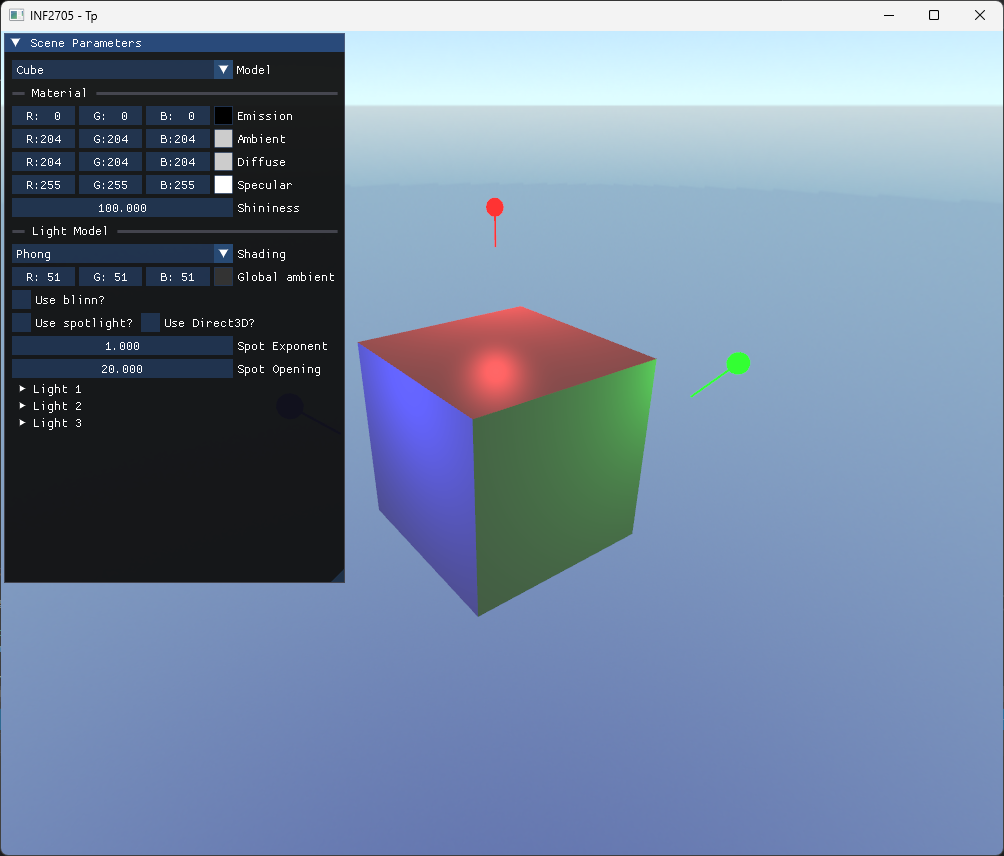 INF2705 - Tp
Scene Parameters
Cube Model
Material
R: 0 G: 0 B: 0 Emission
R:204 G:204 B:204 Ambient
R:204 G:204 B:204 Diffuse
R:255 G:255 B:255 Specular
100.000 Shininess
Light Model
Phong Shading
R: 51 G: 51 B: 51 Global ambient
Use blinn?
Use spotlight? Use Direct3D?
1.000 Spot Exponent
20.000 Spot Opening
Light 1
Light 2
Light 3